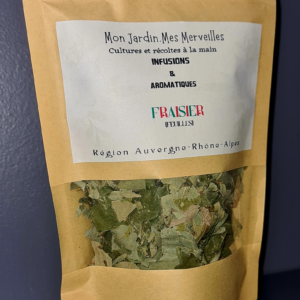 Mon Jardin.Mes Merveilles
Cultures et récoltes à la main
INFUSIONS
&
AROMATIQUES
FRAISIER
(FEUILLES)
Région Auvergne-Rhône-Alpes